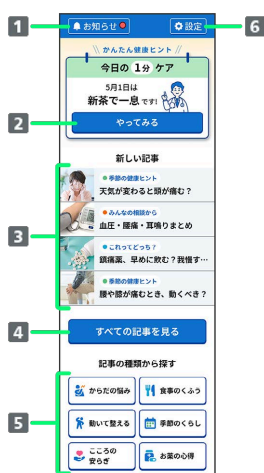 1
お知らせ
設定
6
かんたん健康ヒント
今日の 1分 ケア
5月1日は
新茶で一息です!
2
やってみる
新しい記事
季節の健康ヒント
天気が変わると頭が痛む?
みんなの相談から
血圧・腰痛・耳鳴りまとめ
3
これってどっち?
鎮痛薬、早めに飲む?我慢す…
季節の健康ヒント
腰や膝が痛むとき、動くべき?
4
すべての記事を見る
記事の種類から探す
からだの悩み
食事のくふう
5
動いて整える
季節のくらし
こころの
安らぎ
お薬の心得